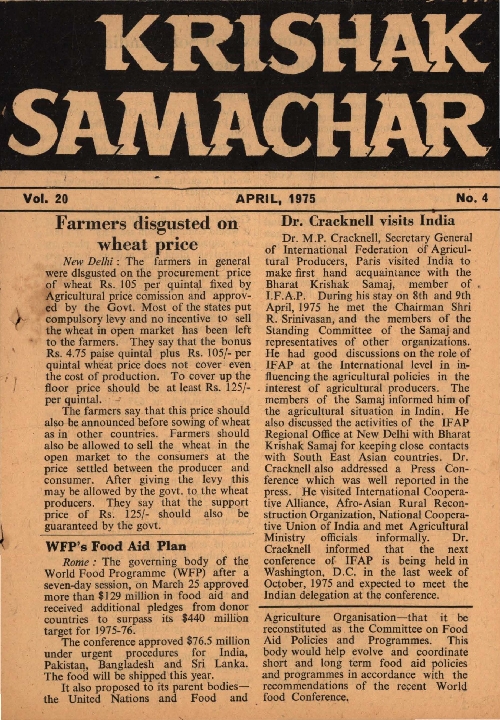 KRISHAK
SAMACHAR
Vol. 20
APRIL, 1975
No. 4
Farmers disgusted on
wheat price
New Delhi : The farmers in general
were disgusted on the procurement price
of wheat Rs. 105 per quintal fixed by
Agricultural price comission and approv-
ed by the Govt. Most of the states put
compulsory levy and no incentive to sell
the wheat in open market has been left
to the farmers. They say that the bonus
Rs. 4.75 paise quintal plus Rs. 105/- per
quintal wheat price does not cover even
the cost of production. To cover up the
floor price should be at least Rs. 125/-
per quintal.
The farmers say that this price should
also be announced before sowing of wheat
as in other countries. Farmers should
also be allowed to sell the wheat in the
open market to the consumers at the
price settled between the producer and
consumer. After giving the levy this
may be allowed by the govt. to the wheat
producers. They say that the support
price of Rs. 125/- should also be
guaranteed by the govt.
WFP's Food Aid Plan
Rome : The governing body of the
World Food Programme (WFP) after a
seven-day session, on March 25 approved
more than $129 million in food aid and
received additional pledges from donor
countries to surpass its $440 million
target for 1975-76.
The conference approved $76.5 million
under urgent procedures for India,
Pakistan, Bangladesh and Sri Lanka.
The food will be shipped this year.
It also proposed to its parent bodies—
the United Nations and Food and
Dr. Cracknell visits India
Dr. M.P. Cracknell, Secretary General
of International Federation of Agricul-
tural Producers, Paris visited India to
make first hand acquaintance with the
Bharat Krishak Samaj, member of
I.F.A.P. During his stay on 8th and 9th
April, 1975 he met the Chairman Shri
R. Srinivasan, and the members of the
Standing Committee of the Samaj and
representatives of other organizations.
He had good discussions on the role of
IFAP at the International level in in-
fluencing the agricultural policies in the
interest of agricultural producers. The
members of the Samaj informed him of
the agricultural situation in Indin. He
also discussed the activities of the IFAP
Regional Office at New Delhi with Bharat
Krishak Samaj for keeping close contacts
with South East Asian countries. Dr.
Cracknell also addressed a Press Con-
ference which was well reported in the
press. He visited International Coopera-
tive Alliance, Afro-Asian Rural Recon-
struction Organization, National Coopera-
tive Union of India and met Agricultural
Ministry officials informally. Dr.
Cracknell informed that the next
conference of IFAP is being held in
Washington, D.C. in the last week of
October, 1975 and expected to meet the
Indian delegation at the conference.
Agriculture Organisation—that it be
reconstituted as the Committee on Food
Aid Policies and Programmes. This
body would help evolve and coordinate
short and long term food aid policies
and programmes in accordance with the
recommendations of the recent World
food Conference.